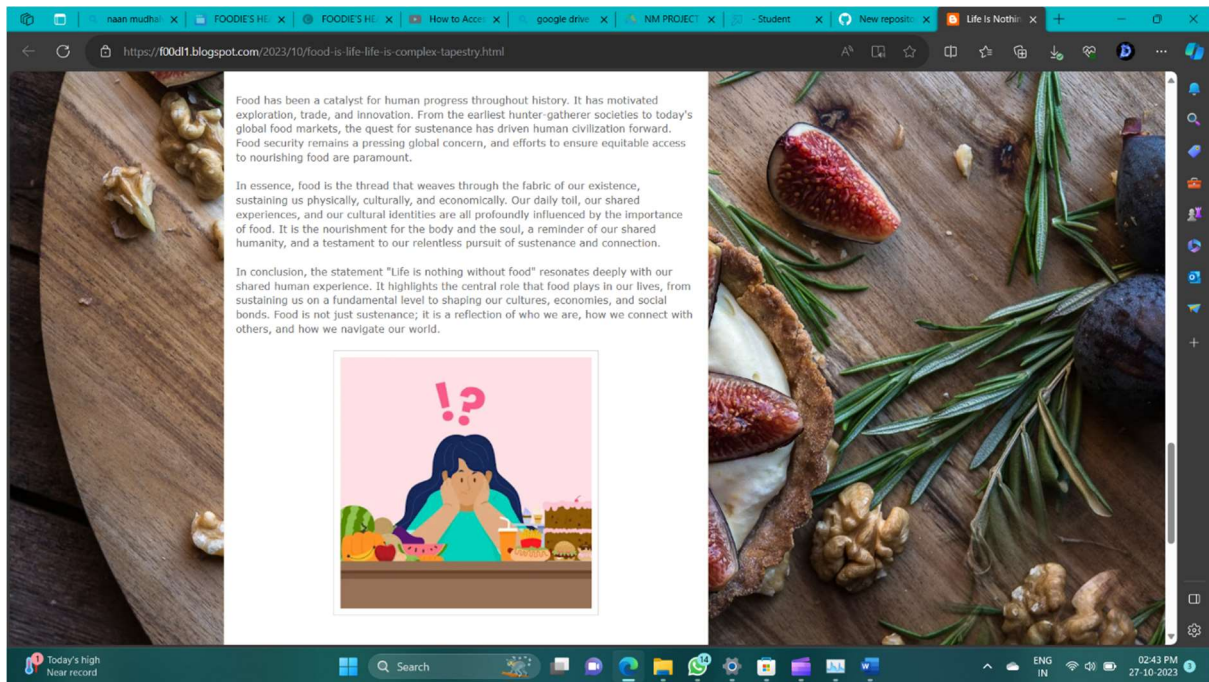 naan mudhal
FOODIE'S HE
FOODIE'S HE
How to Acces
google drive
NM PROJECT
- Student
New reposito
Life Is Nothin
https://f00dl1.blogspot.com/2023/10/food-is-life-life-is-complex-tapestry.html
Food has been a catalyst for human progress throughout history. It has motivated
exploration, trade, and innovation. From the earliest hunter-gatherer societies to today's
global food markets, the quest for sustenance has driven human civilization forward.
Food security remains a pressing global concern, and efforts to ensure equitable access
to nourishing food are paramount.
In essence, food is the thread that weaves through the fabric of our existence,
sustaining us physically, culturally, and economically. Our daily toil, our shared
experiences, and our cultural identities are all profoundly influenced by the importance
of food. It is the nourishment for the body and the soul, a reminder of our shared
humanity, and a testament to our relentless pursuit of sustenance and connection.
In conclusion, the statement "Life is nothing without food" resonates deeply with our
shared human experience. It highlights the central role that food plays in our lives, from
sustaining us on a fundamental level to shaping our cultures, economies, and social
bonds. Food is not just sustenance; it is a reflection of who we are, how we connect with
others, and how we navigate our world.
!?
1
Today's high
Near record
Search
14
ENG
IN
02:43 PM
27-10-2023
3